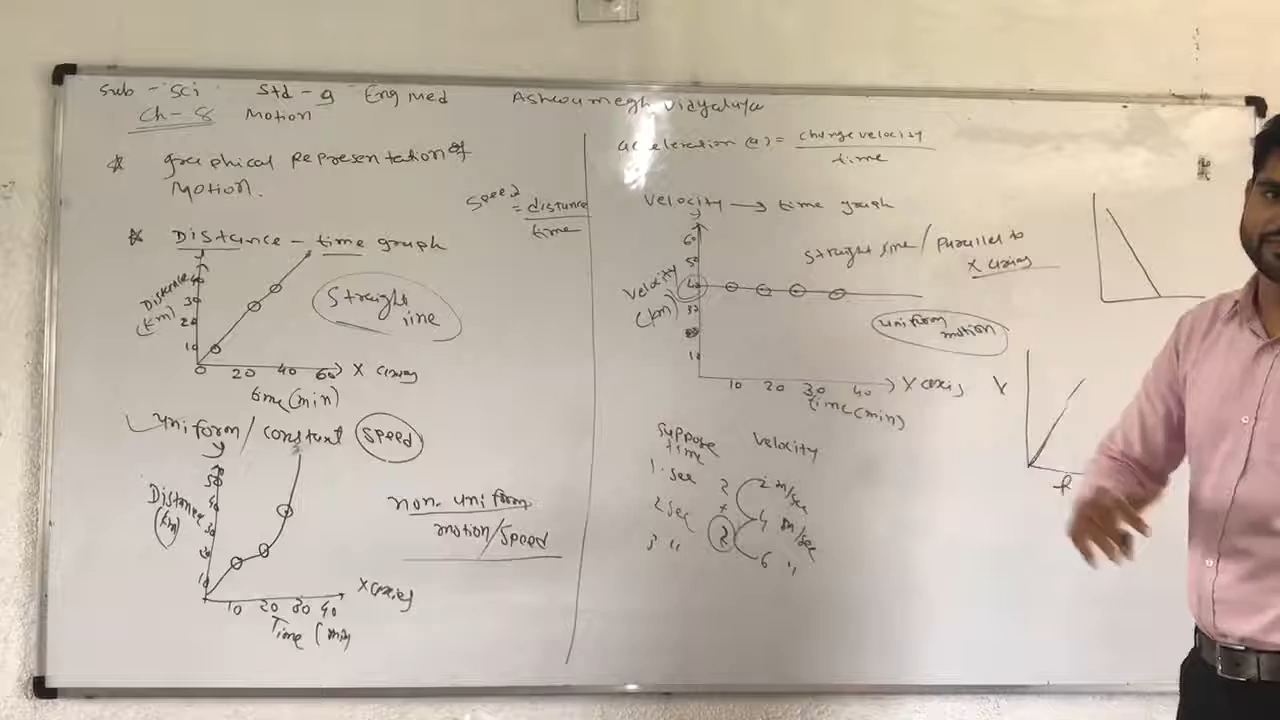 Sub - Sci Std - 9 Eng Med Ashwamegh Vidyalaya
Ch - 8 Motion
graphical Representation of
Motion.
Speed = distance
time
Distance - time graph
y
Distance
(km)
40
30
20
10
0 20 40 60 X axis
time (min)
Straight
line
uniform / constant speed
y
50
40
30
20
10
Distance
(km)
10 20 30 40 X axis
Time (min
non. uniform
motion/speed
acceleration (a) = change velocity
time
Velocity → time graph
y
60
50
40
30
20
10
Velocity
(km)
10 20 30 40 X axis
time (min)
Straight line / parallel to
X axis
uniform
motion
suppose
time velocity
1 sec 2 2 m/sec
+
2 sec 4 m/sec
3 " 2 6 "
V
t